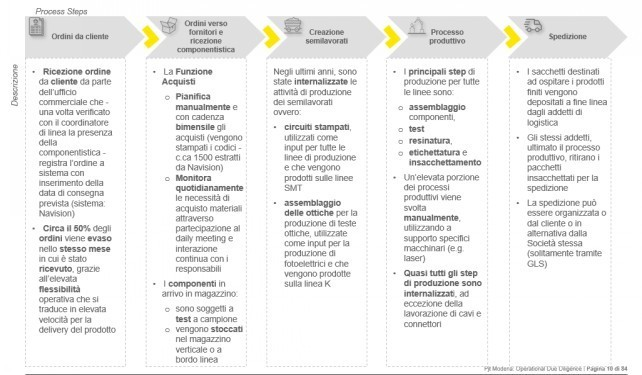 Process Steps
Descrizione
Ordini da cliente
• Ricezione ordine
da cliente da parte
dell'ufficio
commerciale che -
una volta verificato
con il coordinatore
di linea la presenza
della
componentistica -
registra l'ordine a
sistema con
inserimento della
data di consegna
prevista (sistema:
Navision)
• Circa il 50% degli
ordini viene evaso
nello stesso mese
in cui è stato
ricevuto, grazie
all'elevata
flessibilità
operativa che si
traduce in elevata
velocità per la
delivery del prodotto
Ordini verso
fornitori e
ricezione
componentistica
• La Funzione
Acquisti
o Pianifica
manualmente e
con cadenza
bimensile gli
acquisti (vengono
stampati i codici -
c.ca 1500 estratti
da Navision)
o Monitora
quotidianamente
le necessità di
acquisto materiali
attraverso
partecipazione al
daily meeting e
interazione
continua con i
responsabili
• I componenti in
arrivo in magazzino:
o sono soggetti a
test a campione
o vengono stoccati
nel magazzino
verticale o a
bordo linea
Creazione
semilavorati
Negli ultimi anni, sono
state internalizzate le
attività di produzione
dei semilavorati
ovvero:
• circuiti stampati,
utilizzati come
input per tutte le
linee di produzione
e che vengono
prodotti sulle linee
SMT
• assemblaggio
delle ottiche per la
produzione di teste
ottiche, utilizzate
come input per la
produzione di
fotoelettrici e che
vengono prodotte
sulla linea K
Processo
produttivo
• I principali step di
produzione per tutte
le linee sono:
o assemblaggio
componenti,
o test
o resinatura,
o etichettatura e
insacchettamento
• Un'elevata porzione
dei processi
produttivi viene
svolta
manualmente,
utilizzando a
supporto specifici
macchinari (e.g.
laser)
• Quasi tutti gli step
di produzione sono
internalizzati, ad
eccezione della
lavorazione di cavi e
connettori
Spedizione
• I sacchetti destinati
ad ospitare i prodotti
finiti vengono
depositati a fine linea
dagli addetti di
logistica
• Gli stessi addetti,
ultimato il processo
produttivo, ritirano i
pacchetti
insacchettati per la
spedizione
• La spedizione può
essere organizzata o
dal cliente o in
alternativa dalla
Società stessa
(solitamente tramite
GLS)
Modena: Operational Due Diligence | Pagina 10 di 34